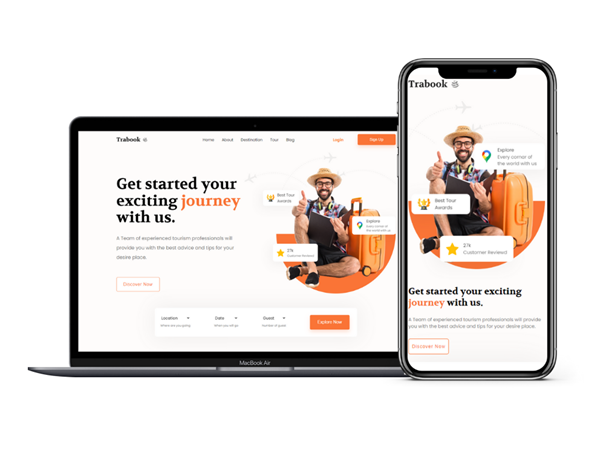 Trabook
Home About Destination Tour Blog
Login Sign Up
Get started your
exciting journey
with us.
A Team of experienced tourism professionals will
provide you with the best advice and tips for your
desire place.
Discover Now
Best Tour
Awards
Explore
Every corner of
the world with us
27k
Customer Reviewd
Location Date Guest
Where are you going When you will go Number of guest
Explore Now
MacBook Air
Trabook
Explore
Every corner of
the world with us
Best Tour
Awards
27k
Customer Reviewd
Get started your exciting
journey with us.
A Team of experienced tourism professionals will provide
you with the best advice and tips for your desire place.
Discover Now